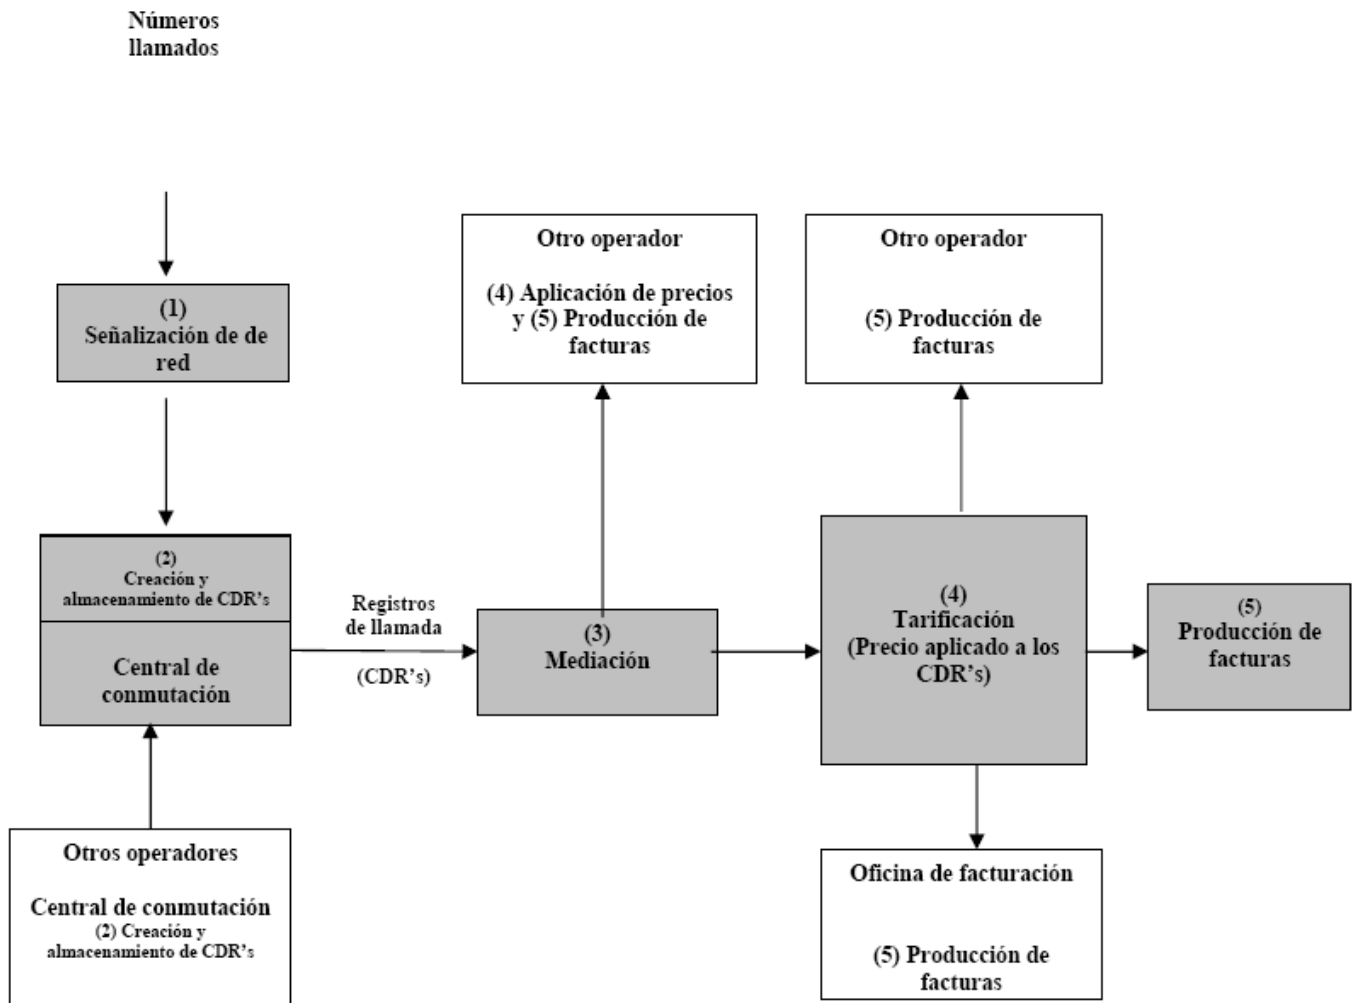 Números
llamados
(1)
Señalización de de
red
Otro operador
(4) Aplicación de precios
y (5) Producción de
facturas
Otro operador
(5) Producción de
facturas
(2)
Creación y
almacenamiento de CDR's
Central de
conmutación
Registros
de llamada
(CDR's)
(3)
Mediación
(4)
Tarificación
(Precio aplicado a los
CDR's)
(5)
Producción de
facturas
Otros operadores
Central de conmutación
(2) Creación y
almacenamiento de CDR's
Oficina de facturación
(5) Producción de
facturas